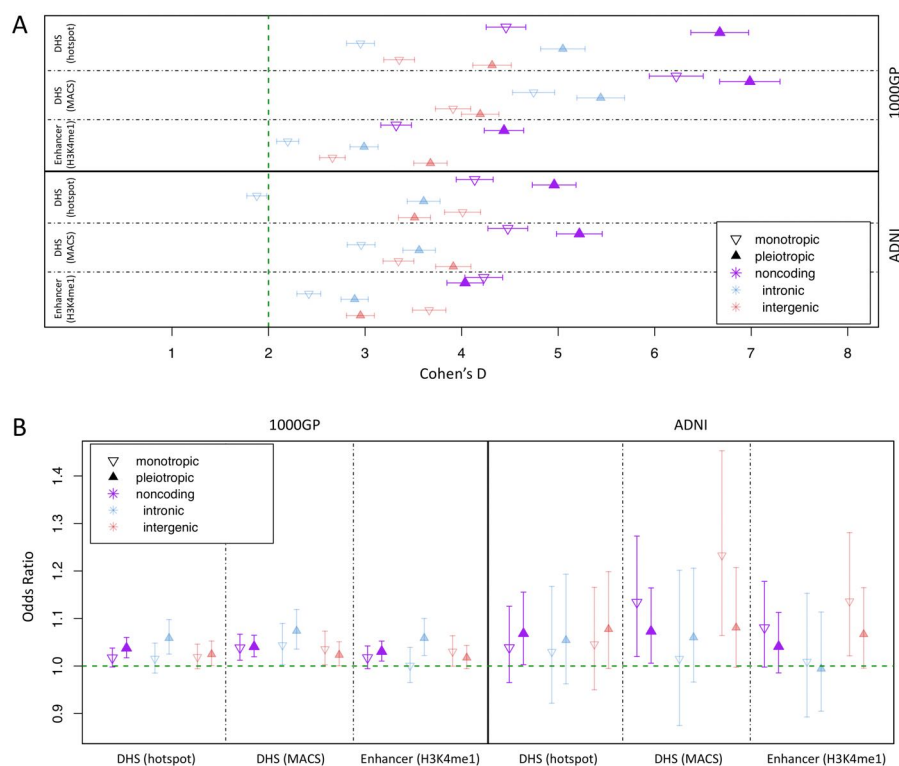 A
DHS
(hotspot)
DHS
(MACS)
Enhancer
(H3K4me1)
1000GP
DHS
(hotspot)
DHS
(MACS)
Enhancer
(H3K4me1)
ADNI
monotropic
pleiotropic
noncoding
intronic
intergenic
1 2 3 4 5 6 7 8
Cohen's D
B
1000GP ADNI
monotropic
pleiotropic
noncoding
intronic
intergenic
Odds Ratio
1.4
1.3
1.2
1.1
1.0
0.9
DHS (hotspot) DHS (MACS) Enhancer (H3K4me1) DHS (hotspot) DHS (MACS) Enhancer (H3K4me1)